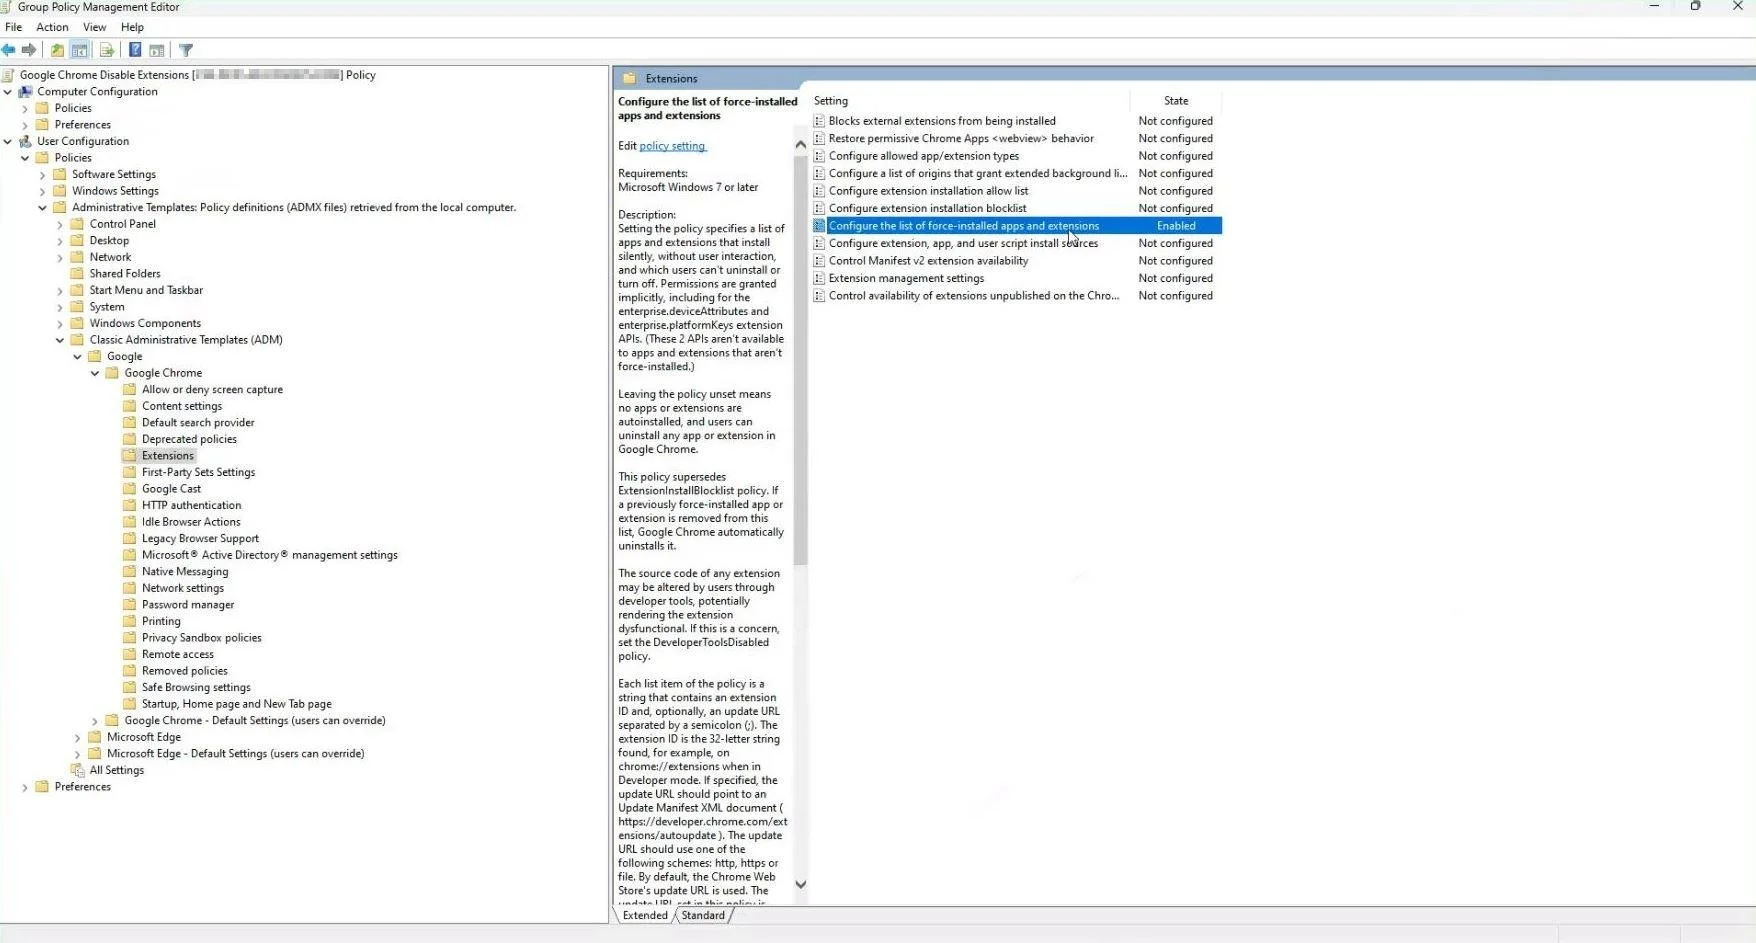 Group Policy Management Editor
File Action View Help
Google Chrome Disable Extensions [ ] Policy
Computer Configuration
Policies
Preferences
User Configuration
Policies
Software Settings
Windows Settings
Administrative Templates: Policy definitions (ADMX files) retrieved from the local computer.
Control Panel
Desktop
Network
Shared Folders
Start Menu and Taskbar
System
Windows Components
Classic Administrative Templates (ADM)
Google
Google Chrome
Allow or deny screen capture
Content settings
Default search provider
Deprecated policies
Extensions
First-Party Sets Settings
Google Cast
HTTP authentication
Idle Browser Actions
Legacy Browser Support
Microsoft® Active Directory® management settings
Native Messaging
Network settings
Password manager
Printing
Privacy Sandbox policies
Remote access
Removed policies
Safe Browsing settings
Startup, Home page and New Tab page
Google Chrome - Default Settings (users can override)
Microsoft Edge
Microsoft Edge - Default Settings (users can override)
All Settings
Preferences
Extensions
Configure the list of force-installed
apps and extensions
Edit policy setting
Requirements:
Microsoft Windows 7 or later
Description:
Setting the policy specifies a list of
apps and extensions that install
silently, without user interaction,
and which users can't uninstall or
turn off. Permissions are granted
implicitly, including for the
enterprise.deviceAttributes and
enterprise.platformKeys extension
APIs. (These 2 APIs aren't available
to apps and extensions that aren't
force-installed.)
Leaving the policy unset means
no apps or extensions are
autoinstalled, and users can
uninstall any app or extension in
Google Chrome.
This policy supersedes
ExtensionInstallBlocklist policy. If
a previously force-installed app or
extension is removed from this
list, Google Chrome automatically
uninstalls it.
The source code of any extension
may be altered by users through
developer tools, potentially
rendering the extension
dysfunctional. If this is a concern,
set the DeveloperToolsDisabled
policy.
Each list item of the policy is a
string that contains an extension
ID and, optionally, an update URL
separated by a semicolon (;). The
extension ID is the 32-letter string
found, for example, on
chrome://extensions when in
Developer mode. If specified, the
update URL should point to an
Update Manifest XML document (
https://developer.chrome.com/ext
ensions/autoupdate ). The update
URL should use one of the
following schemes: http, https or
file. By default, the Chrome Web
Store's update URL is used. The
update URL set in this policy is
Setting State
Blocks external extensions from being installed Not configured
Restore permissive Chrome Apps <webview> behavior Not configured
Configure allowed app/extension types Not configured
Configure a list of origins that grant extended background li... Not configured
Configure extension installation allow list Not configured
Configure extension installation blocklist Not configured
Configure the list of force-installed apps and extensions Enabled
Configure extension, app, and user script install sources Not configured
Control Manifest v2 extension availability Not configured
Extension management settings Not configured
Control availability of extensions unpublished on the Chro... Not configured
Extended Standard